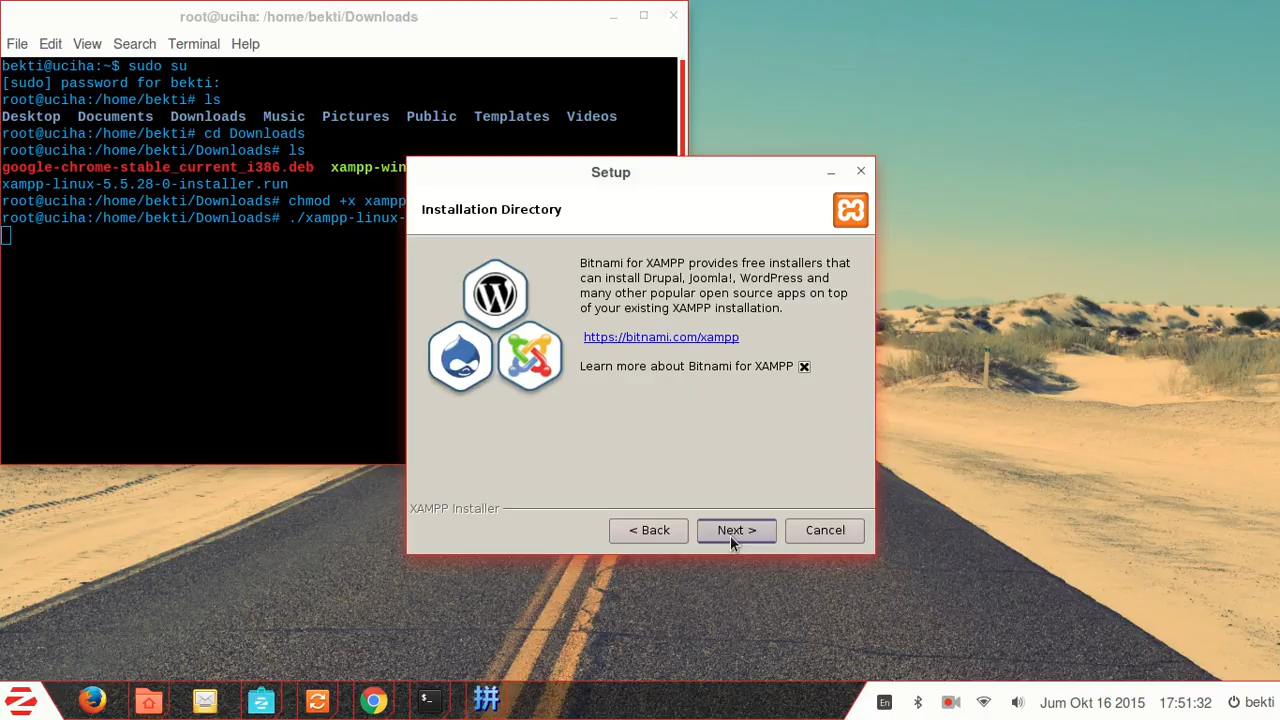 root@uciha: /home/bekti/Downloads
File Edit View Search Terminal Help
bekti@uciha:~$ sudo su
[sudo] password for bekti:
root@uciha:/home/bekti# ls
Desktop Documents Downloads Music Pictures Public Templates Videos
root@uciha:/home/bekti# cd Downloads
root@uciha:/home/bekti/Downloads# ls
google-chrome-stable_current_i386.deb xampp-win
xampp-linux-5.5.28-0-installer.run
root@uciha:/home/bekti/Downloads# chmod +x xampp
root@uciha:/home/bekti/Downloads# ./xampp-linux-
Setup
Installation Directory
Bitnami for XAMPP provides free installers that
can install Drupal, Joomla!, WordPress and
many other popular open source apps on top
of your existing XAMPP installation.
https://bitnami.com/xampp
Learn more about Bitnami for XAMPP
XAMPP Installer
< Back Next > Cancel
En Jum Okt 16 2015 17:51:32 bekti